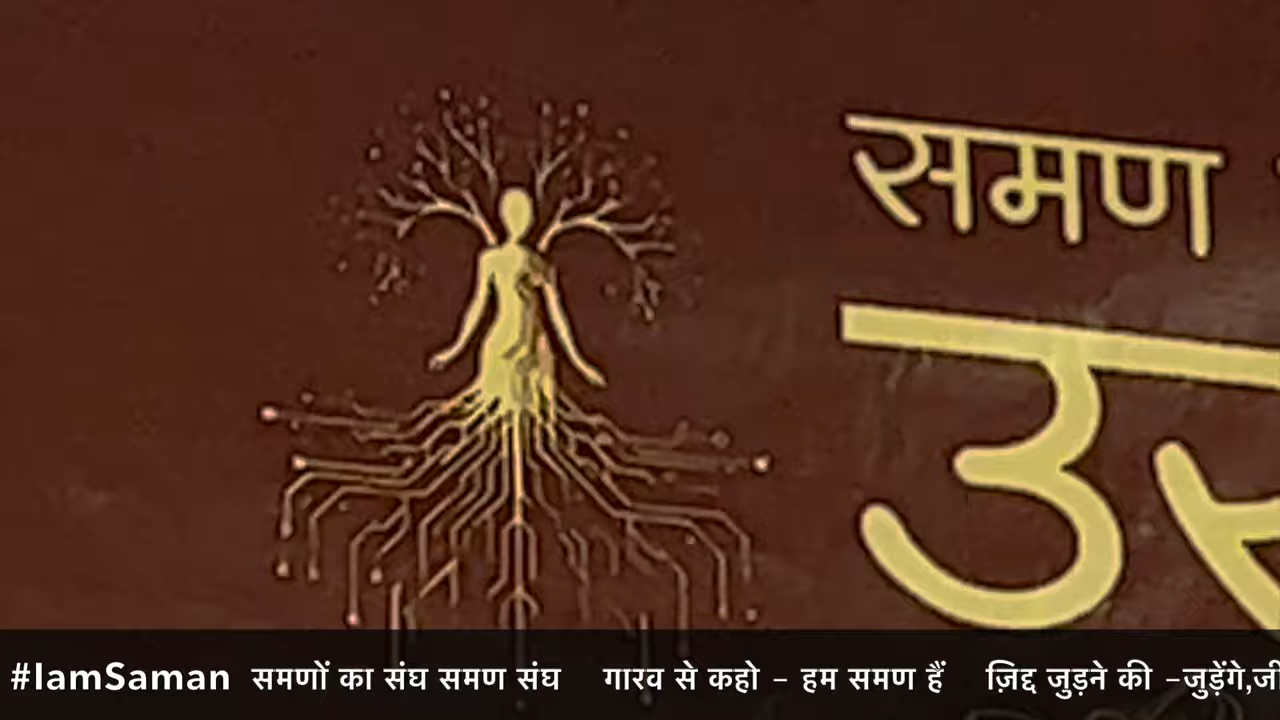 समण
#IamSaman समणों का संघ समण संघ गारव से कहो - हम समण हैं ज़िद्द जुड़ने की -जुड़ेंगे,